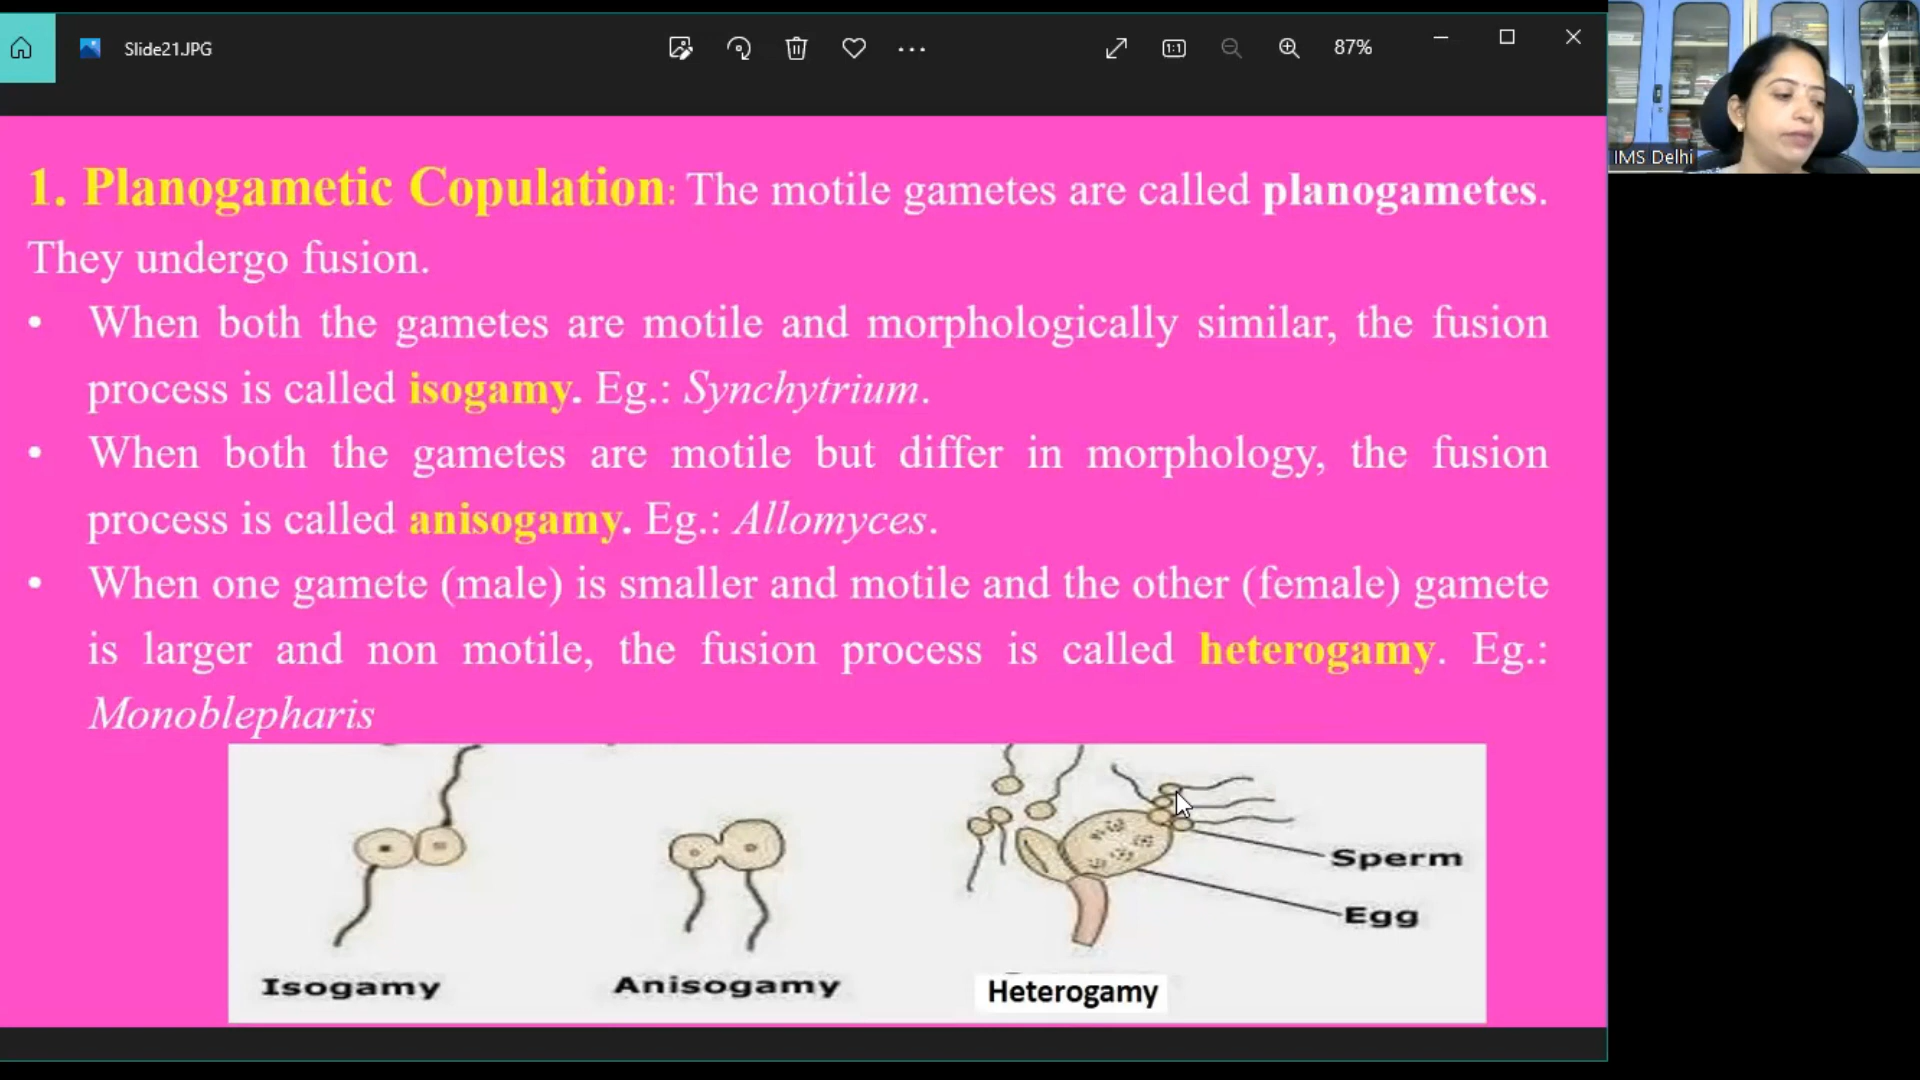 Slide21.JPG
87%
IMS Delhi
1. Planogametic Copulation: The motile gametes are called planogametes.
They undergo fusion.
• When both the gametes are motile and morphologically similar, the fusion
process is called isogamy. Eg.: Synchytrium.
• When both the gametes are motile but differ in morphology, the fusion
process is called anisogamy. Eg.: Allomyces.
• When one gamete (male) is smaller and motile and the other (female) gamete
is larger and non motile, the fusion process is called heterogamy. Eg.:
Monoblepharis
Sperm
Egg
Isogamy
Anisogamy
Heterogamy